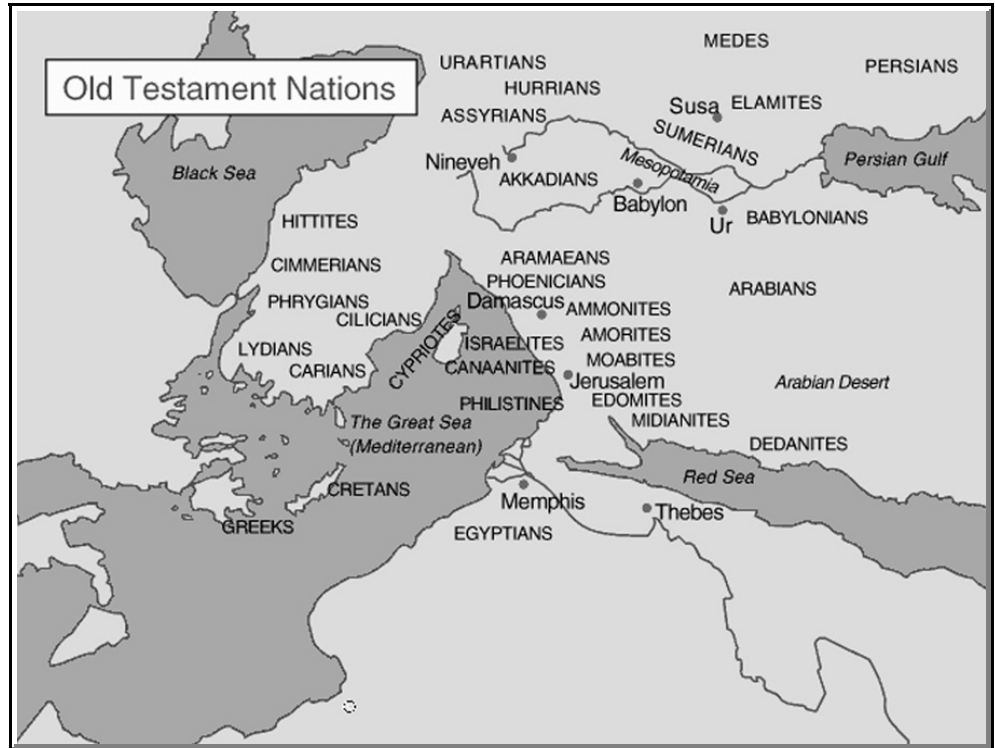 MEDES
URARTIANS
PERSIANS
Old Testament Nations
HURRIANS
Susa
ELAMITES
ASSYRIANS
SUMERIANS
Nineveh
Mesopotamia
Persian Gulf
Black Sea
AKKADIANS
Babylon
Ur
BABYLONIANS
HITTITES
ARAMAEANS
CIMMERIANS
PHOENICIANS
ARABIANS
PHRYGIANS
Damascus
AMMONITES
CILICIANS
CYPRIOTES
AMORITES
ISRAELITES
LYDIANS
MOABITES
CANAANITES
CARIANS
Jerusalem
Arabian Desert
EDOMITES
PHILISTINES
MIDIANITES
The Great Sea
(Mediterranean)
DEDANITES
Red Sea
CRETANS
Memphis
Thebes
GREEKS
EGYPTIANS